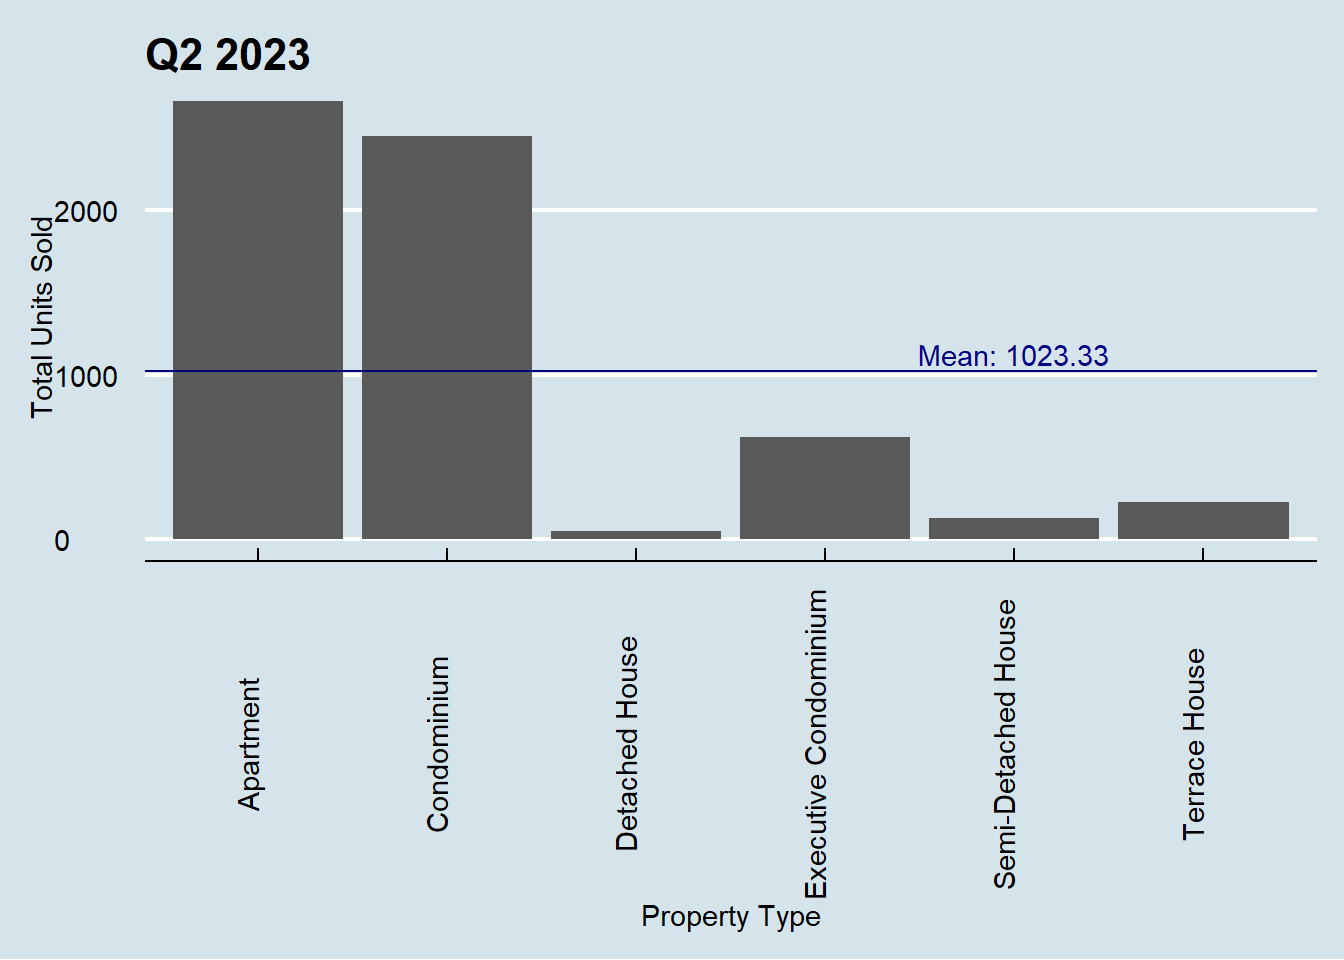 Q2 2023
Total Units Sold
2000
1000
0
Mean: 1023.33
Apartment
Condominium
Detached House
Executive Condominium
Semi-Detached House
Terrace House
Property Type